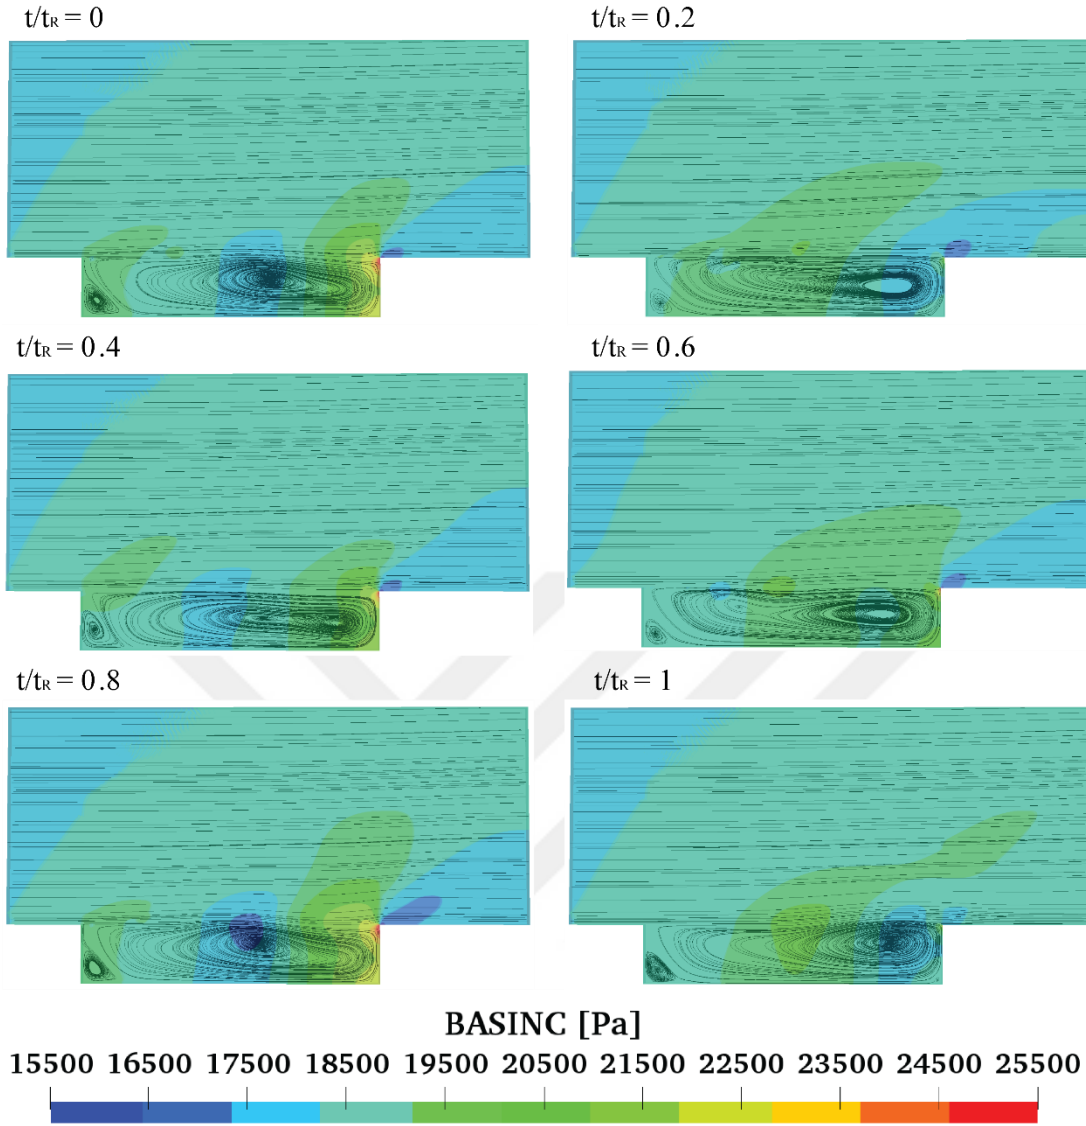 t/tR = 0
t/tR = 0.2
t/tR = 0.4
t/tR = 0.6
t/tR = 0.8
t/tR = 1
BASINC [Pa]
15500 16500 17500 18500 19500 20500 21500 22500 23500 24500 25500